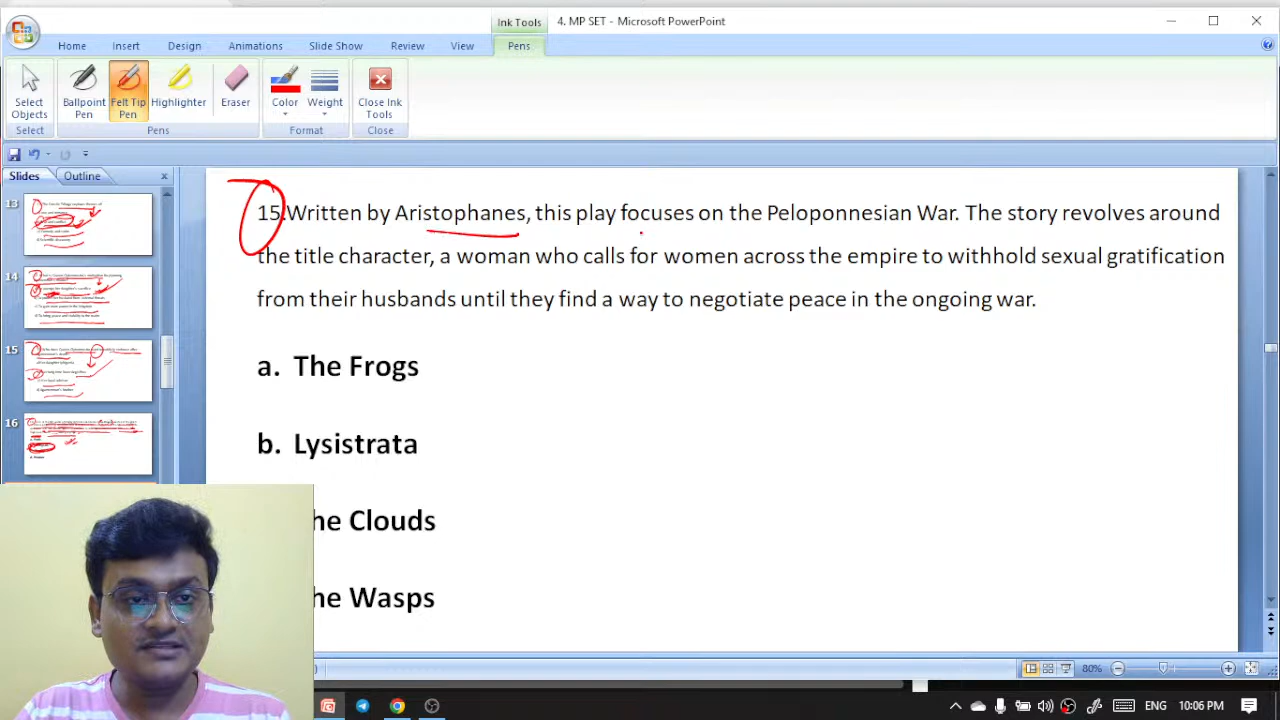 Ink Tools
4. MP SET - Microsoft PowerPoint
Home Insert Design Animations Slide Show Review View Pens
Select Objects
Ballpoint Pen
Felt Tip Pen
Highlighter
Eraser
Color
Weight
Close Ink Tools
Select Pens Format Close
Slides Outline
13
14
15
16
15.Written by Aristophanes, this play focuses on the Peloponnesian War. The story revolves around
the title character, a woman who calls for women across the empire to withhold sexual gratification
from their husbands until they find a way to negotiate peace in the ongoing war.
a. The Frogs
b. Lysistrata
he Clouds
he Wasps
80%
10:06 PM